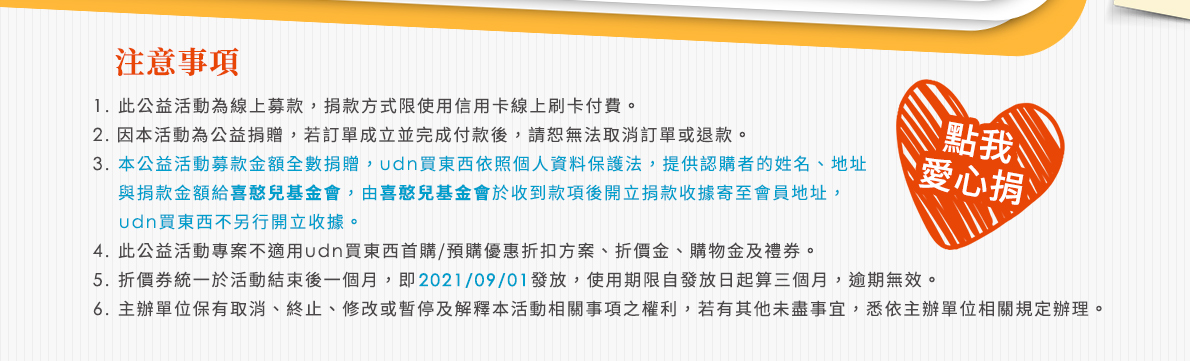 注意事項
1. 此公益活動為線上募款，捐款方式限使用信用卡線上刷卡付費。
2. 因本活動為公益捐贈，若訂單成立並完成付款後，請恕無法取消訂單或退款。
3. 本公益活動募款金額全數捐贈，udn買東西依照個人資料保護法，提供認購者的姓名、地址
與捐款金額給喜憨兒基金會，由喜憨兒基金會於收到款項後開立捐款收據寄至會員地址，
udn買東西不另行開立收據。
4. 此公益活動專案不適用udn買東西首購/預購優惠折扣方案、折價金、購物金及禮券。
5. 折價券統一於活動結束後一個月，即2021/09/01發放，使用期限自發放日起算三個月，逾期無效。
6. 主辦單位保有取消、終止、修改或暫停及解釋本活動相關事項之權利，若有其他未盡事宜，悉依主辦單位相關規定辦理。
點我
愛心捐